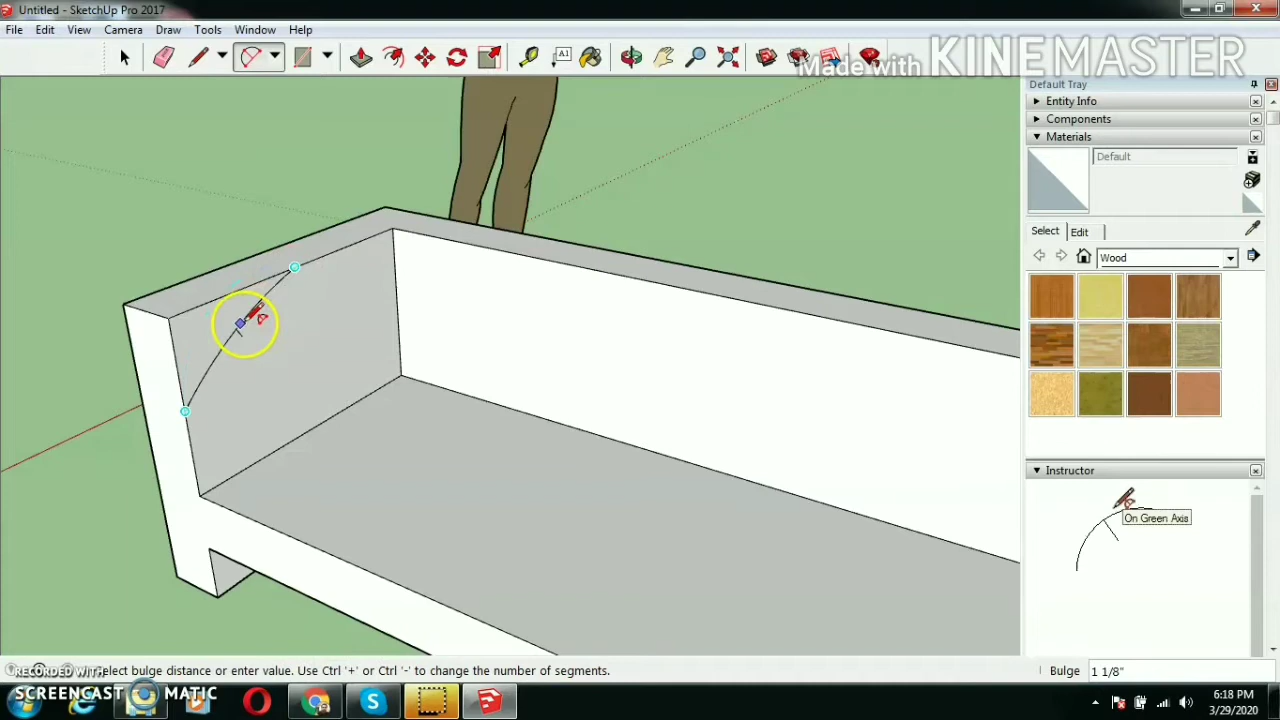 Untitled - SketchUp Pro 2017
File Edit View Camera Draw Tools Window Help
Made with KINEMASTER
Default Tray
Entity Info
Components
Materials
Default
Select Edit
Wood
Instructor
On Green Axis
Select bulge distance or enter value. Use Ctrl '+' or Ctrl '-' to change the number of segments.
Bulge 1 1/8"
RECORDED WITH
SCREENCAST MATIC
6:18 PM
3/29/2020